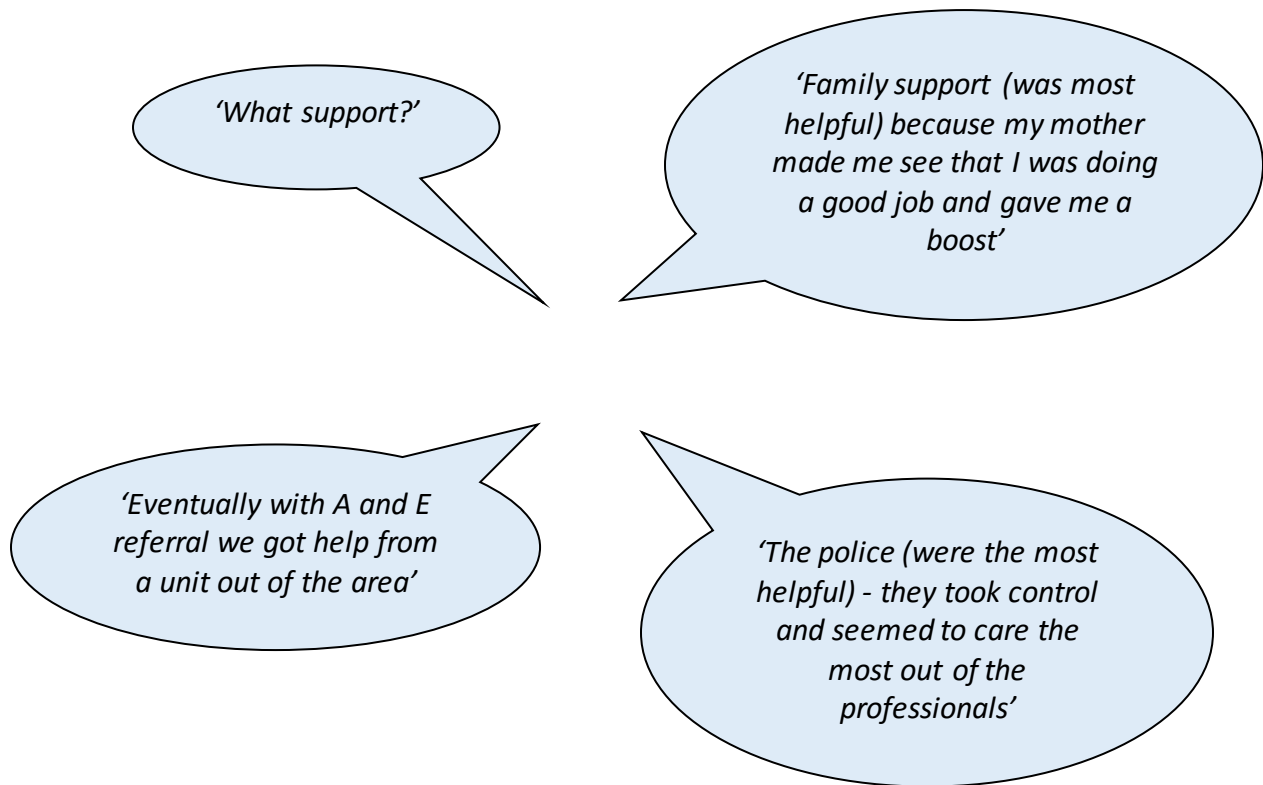 ‘What support?’
‘Family support (was most
helpful) because my mother
made me see that I was doing
a good job and gave me a
boost’
‘Eventually with A and E
referral we got help from
a unit out of the area’
‘The police (were the most
helpful) - they took control
and seemed to care the
most out of the
professionals’